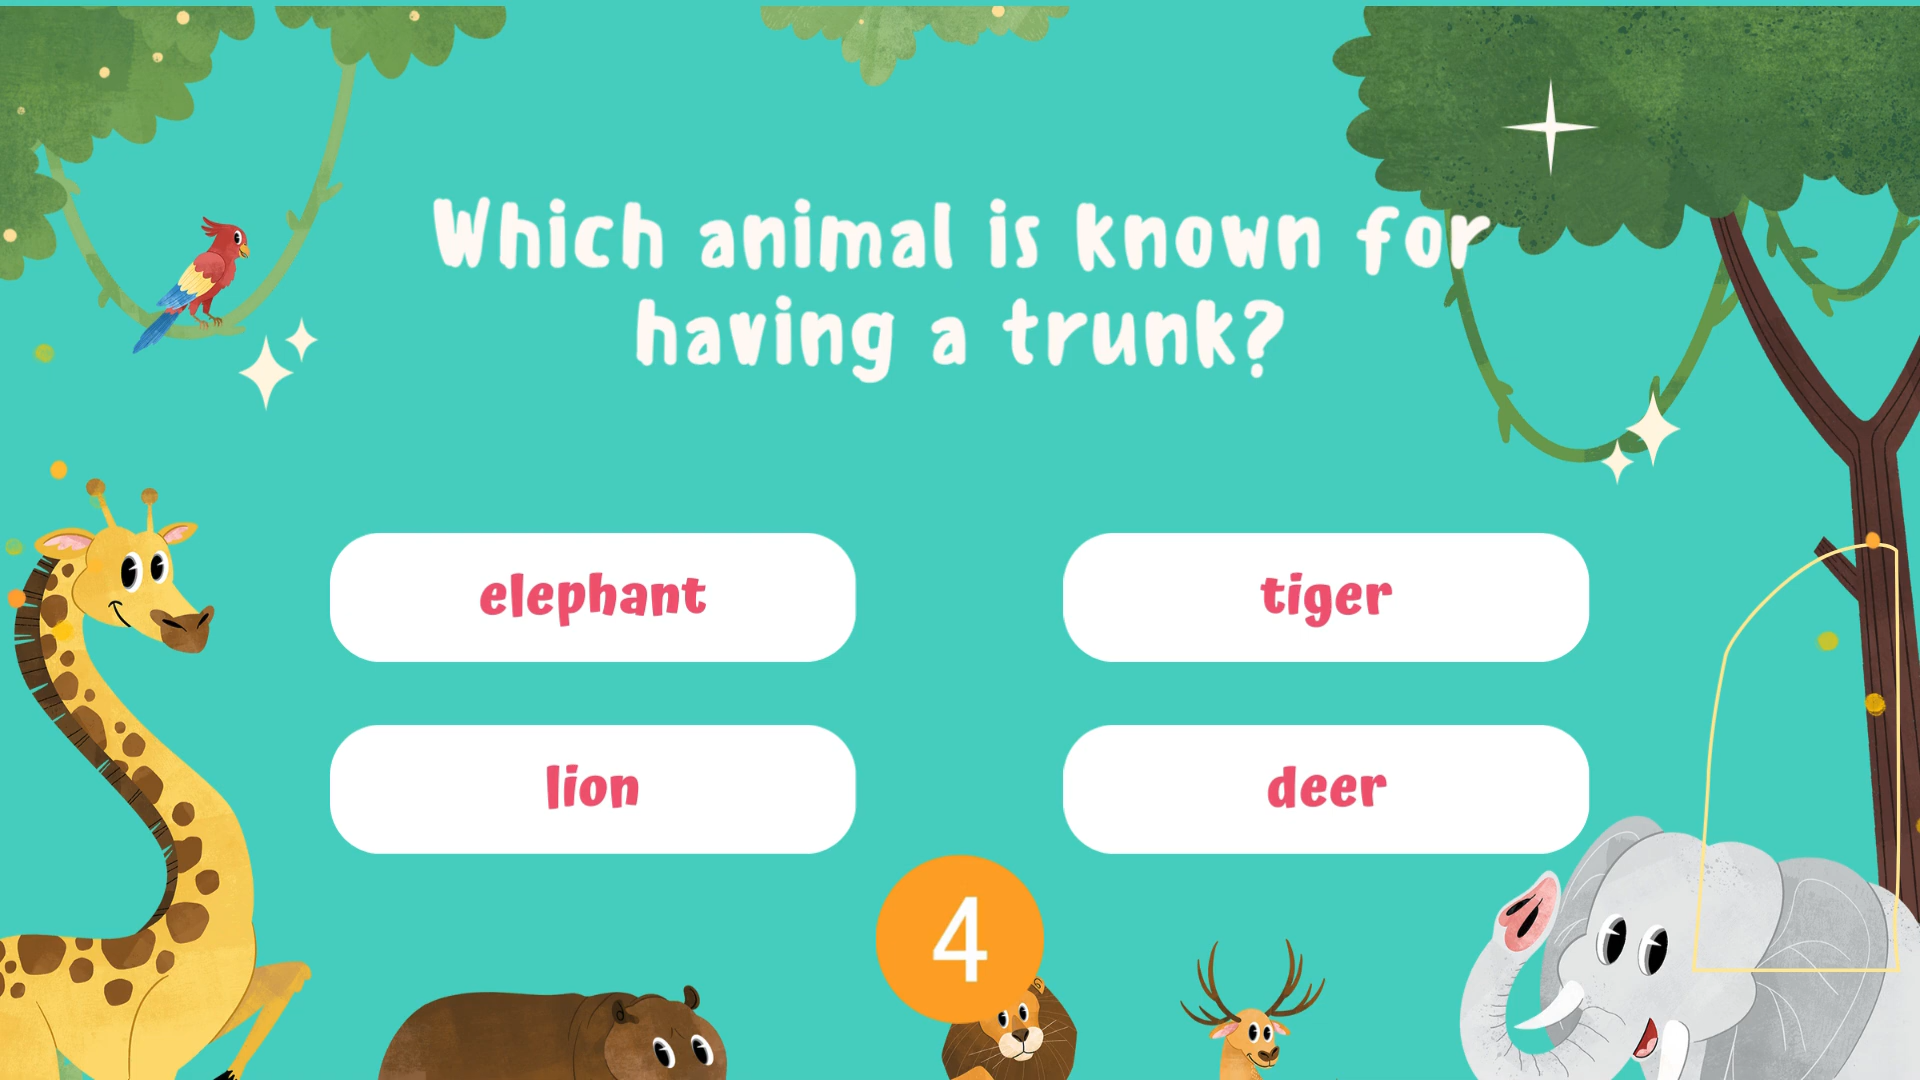 Which animal is known for
having a trunk?
elephant
tiger
lion
deer
4